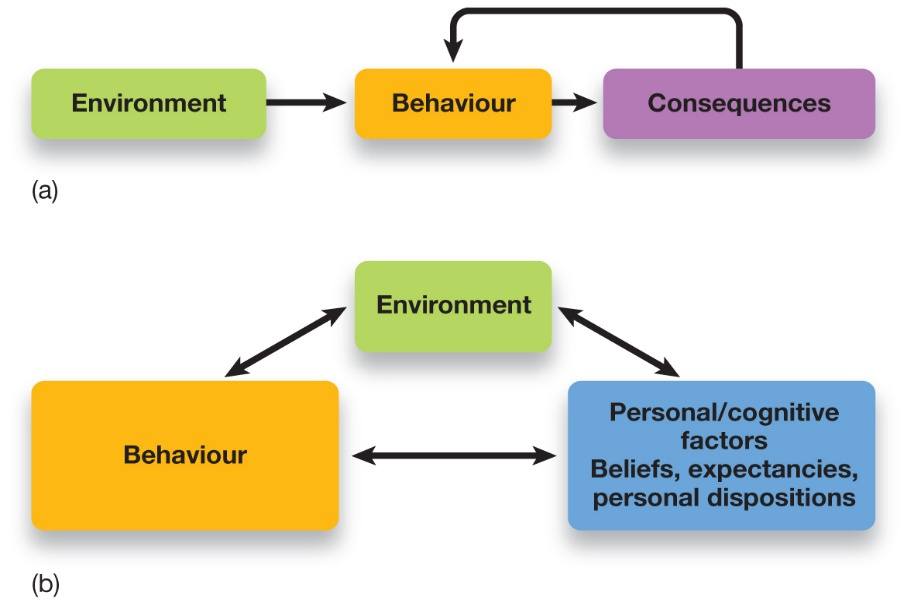 Environment
Behaviour
Consequences
(a)
Environment
Behaviour
Personal/cognitive
factors
Beliefs, expectancies,
personal dispositions
(b)